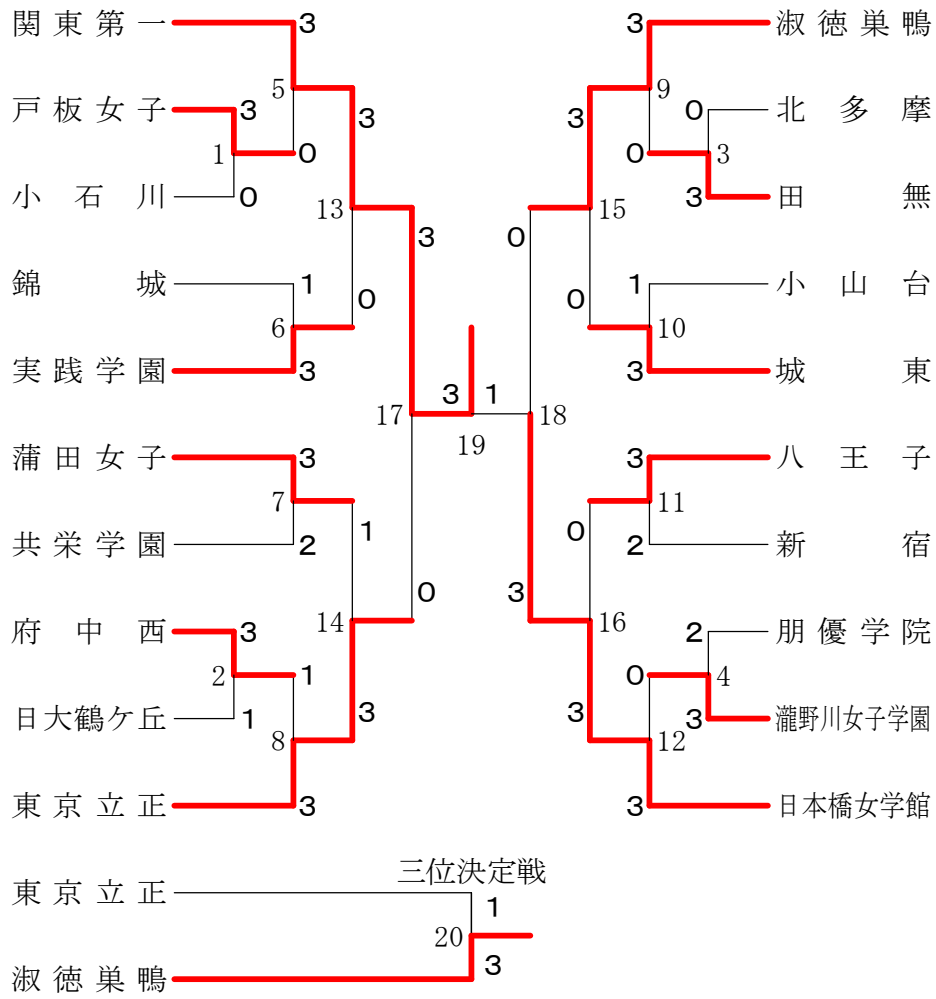 関東第一 3 3 淑徳巣鴨
5 9
戸板女子 3 3 3 0 北多摩
1 0 0 3
小石川 0 3 田無
13 15
3 0
錦城 1 1 小山台
0 0
6 10
実践学園 3 3 城東
3 1
17 18
19
蒲田女子 3 3 八王子
7 11
1 0
共栄学園 2 2 新宿
0 3
府中西 3 14 16 2 朋優学院
2 1 0 4
日大鶴ケ丘 1 3 3 3 瀧野川女子学園
8 12
東京立正 3 3 日本橋女学館
三位決定戦
東京立正 1
20
淑徳巣鴨 3